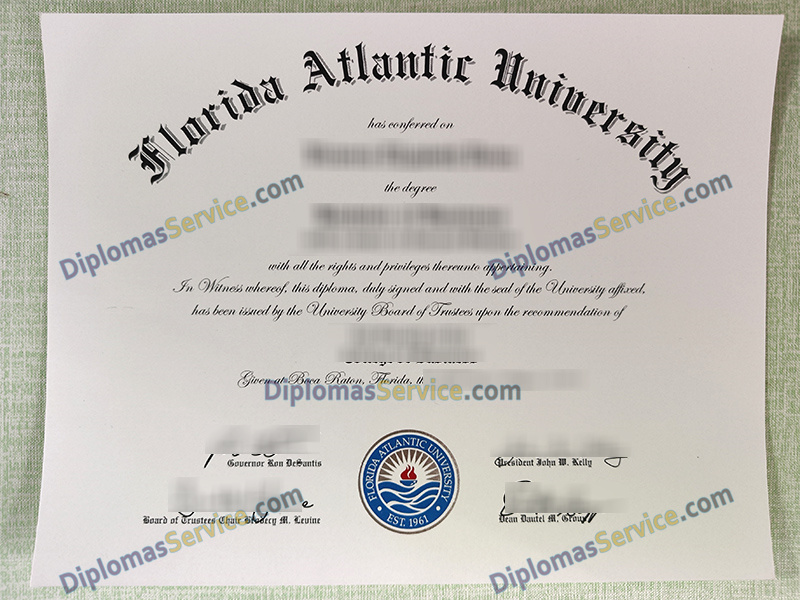 Florida Atlantic University
has conferred on
the degree
DiplomasService.com
DiplomasService.com
with all the rights and privileges thereunto appertaining.
In Witness whereof, this diploma, duly signed and with the seal of the University affixed,
has been issued by the University Board of Trustees upon the recommendation of
Given at Boca Raton, Florida,
DiplomasService.com
FLORIDA ATLANTIC UNIVERSITY
EST. 1961
Governor Ron DeSantis
President John W. Kelly
Board of Trustees Chair M. Levine
Dean Daniel M.
DiplomasService.com
DiplomasService.com